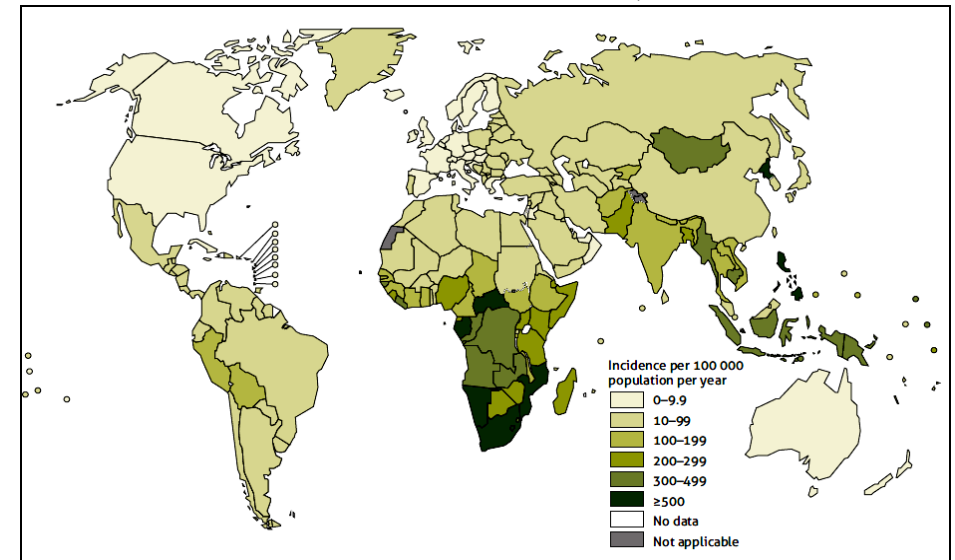 Incidence per 100 000
population per year
0–9.9
10–99
100–199
200–299
300–499
≥500
No data
Not applicable